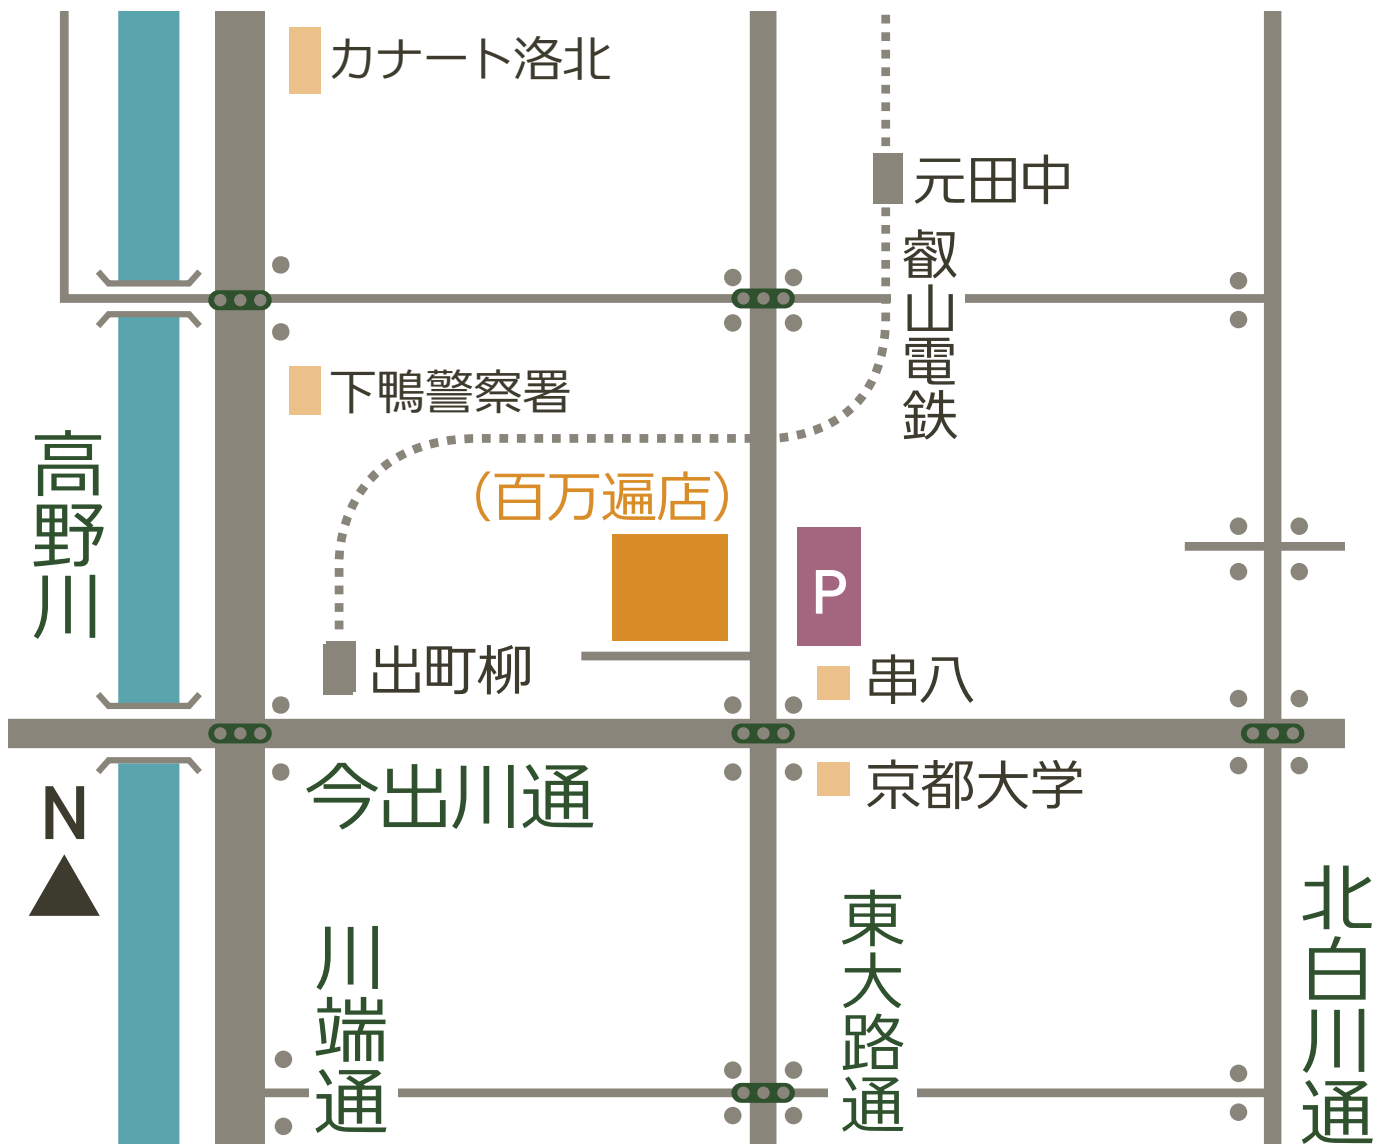 カナート洛北
元田中
叡山電鉄
下鴨警察署
高野川
（百万遍店）
P
出町柳
串八
今出川通
京都大学
N
川端通
東大路通
北白川通